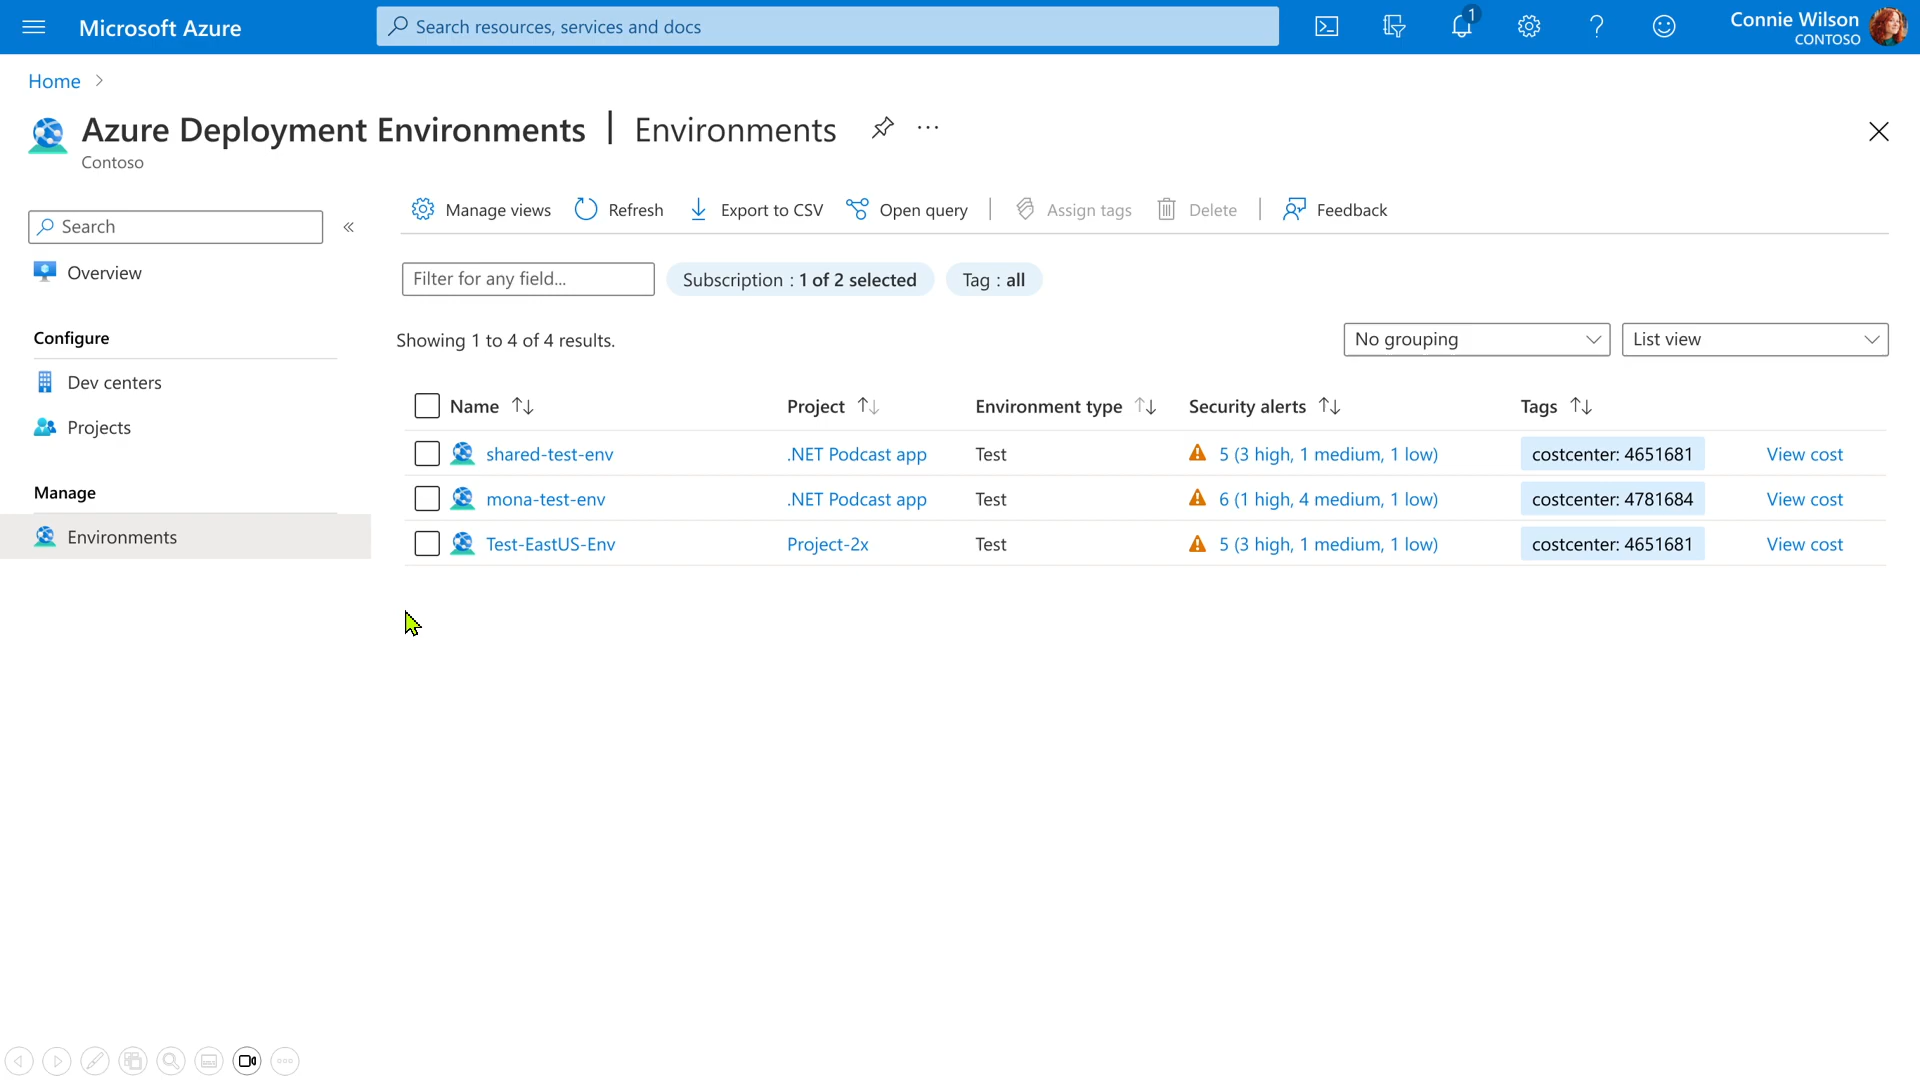 Microsoft Azure
Search resources, services and docs
1
Connie Wilson
CONTOSO
Home
Azure Deployment Environments | Environments
Contoso
Search
Overview
Configure
Dev centers
Projects
Manage
Environments
Manage views Refresh Export to CSV Open query Assign tags Delete Feedback
Filter for any field... Subscription : 1 of 2 selected Tag : all
Showing 1 to 4 of 4 results. No grouping List view
Name Project Environment type Security alerts Tags
shared-test-env .NET Podcast app Test 5 (3 high, 1 medium, 1 low) costcenter: 4651681 View cost
mona-test-env .NET Podcast app Test 6 (1 high, 4 medium, 1 low) costcenter: 4781684 View cost
Test-EastUS-Env Project-2x Test 5 (3 high, 1 medium, 1 low) costcenter: 4651681 View cost